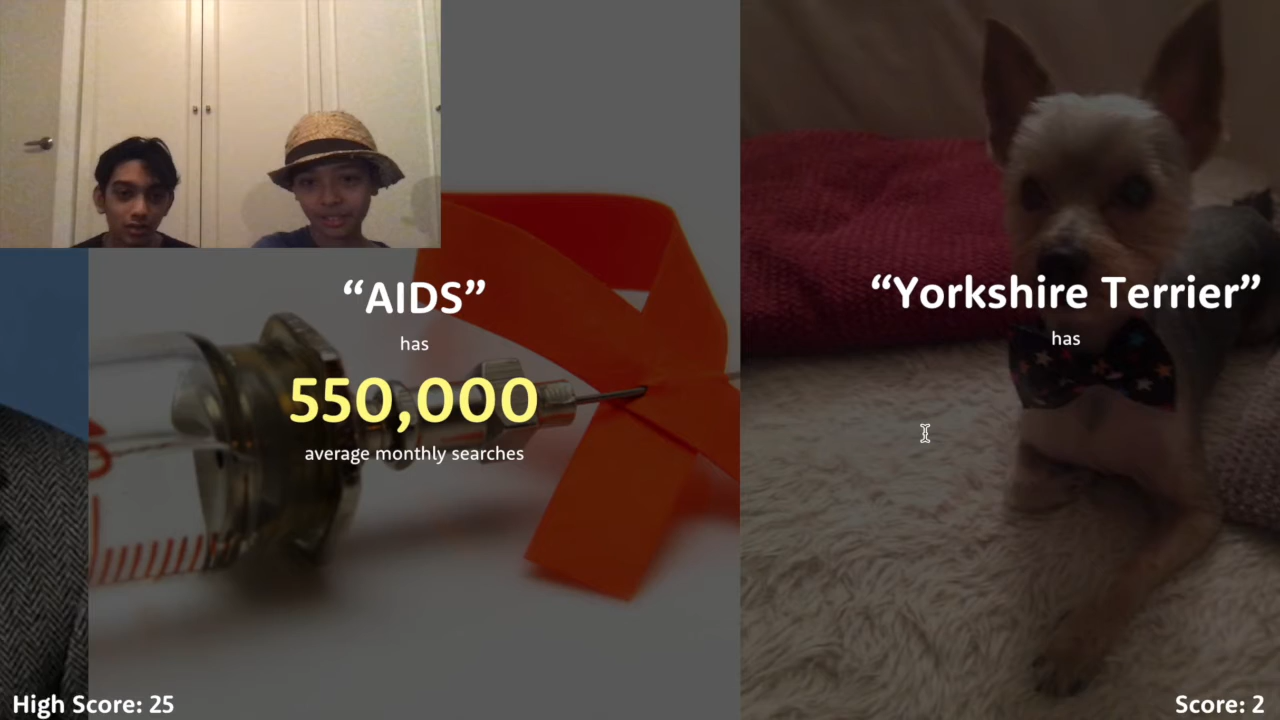 “AIDS”
has
550,000
average monthly searches
“Yorkshire Terrier”
has
High Score: 25
Score: 2